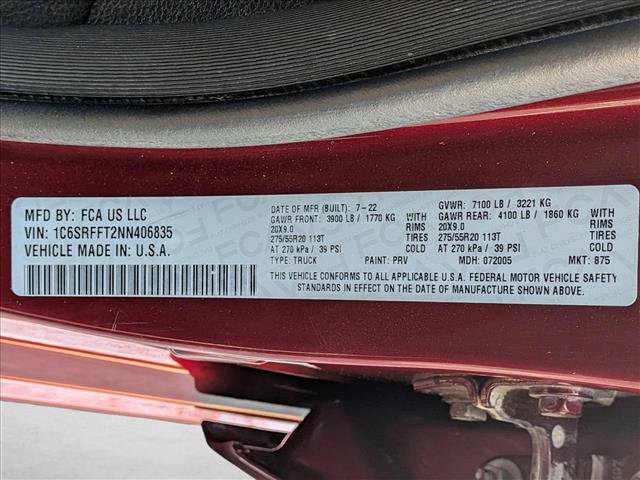 MFD BY: FCA US LLC
VIN: 1C6SRFFT2NN406835
VEHICLE MADE IN: U.S.A.
DATE OF MFR (BUILT): 7-22 GVWR: 7100 LB / 3221 KG
GAWR FRONT: 3900 LB / 1770 KG WITH GAWR REAR: 4100 LB / 1860 KG WITH
20X9.0 RIMS 20X9.0 RIMS
275/55R20 113T TIRES 275/55R20 113T TIRES
AT 270 kPa / 39 PSI COLD AT 270 kPa / 39 PSI COLD
TYPE: TRUCK PAINT: PRV MDH: 072005 MKT: 875
THIS VEHICLE CONFORMS TO ALL APPLICABLE U.S.A. FEDERAL MOTOR VEHICLE SAFETY
STANDARDS IN EFFECT ON THE DATE OF MANUFACTURE SHOWN ABOVE.